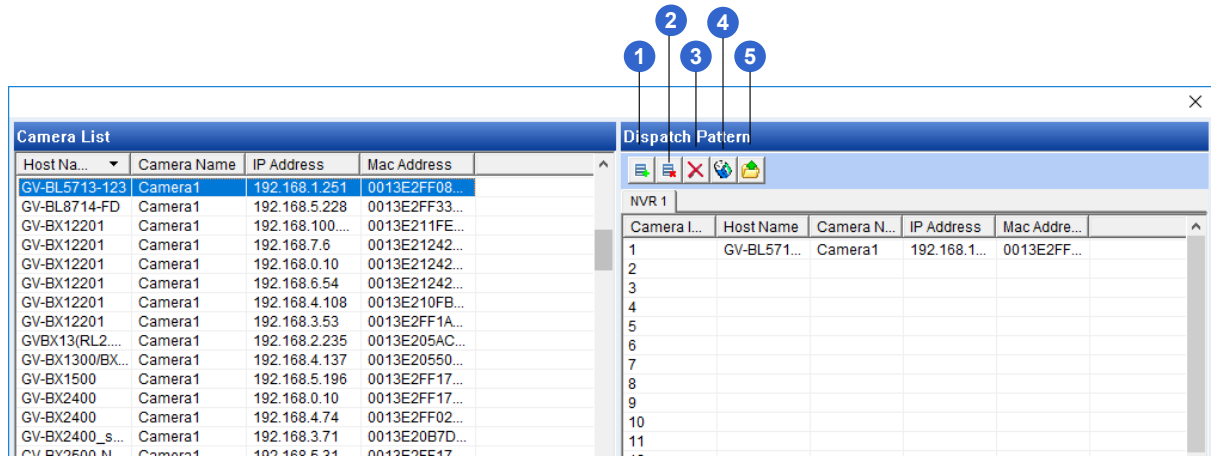 2 4
1 3 5
Camera List
Host Na... Camera Name IP Address Mac Address
GV-BL5713-123 Camera1 192.168.1.251 0013E2FF08...
GV-BL8714-FD Camera1 192.168.5.228 0013E2FF33...
GV-BX12201 Camera1 192.168.100.... 0013E211FE...
GV-BX12201 Camera1 192.168.7.6 0013E21242...
GV-BX12201 Camera1 192.168.0.10 0013E21242...
GV-BX12201 Camera1 192.168.6.54 0013E21242...
GV-BX12201 Camera1 192.168.4.108 0013E210FB...
GV-BX12201 Camera1 192.168.3.53 0013E2FF1A...
GVBX13(RL2.... Camera1 192.168.2.235 0013E205AC...
GV-BX1300/BX... Camera1 192.168.4.137 0013E20550...
GV-BX1500 Camera1 192.168.5.196 0013E2FF17...
GV-BX2400 Camera1 192.168.0.10 0013E2FF17...
GV-BX2400 Camera1 192.168.4.74 0013E2FF02...
GV-BX2400_s... Camera1 192.168.3.71 0013E20B7D...
GV-BX2500-N... Camera1 192.168.5.31 0013E2FF17...
Dispatch Pattern
NVR 1
Camera I... Host Name Camera N... IP Address Mac Addre...
1 GV-BL571... Camera1 192.168.1... 0013E2FF...
2
3
4
5
6
7
8
9
10
11